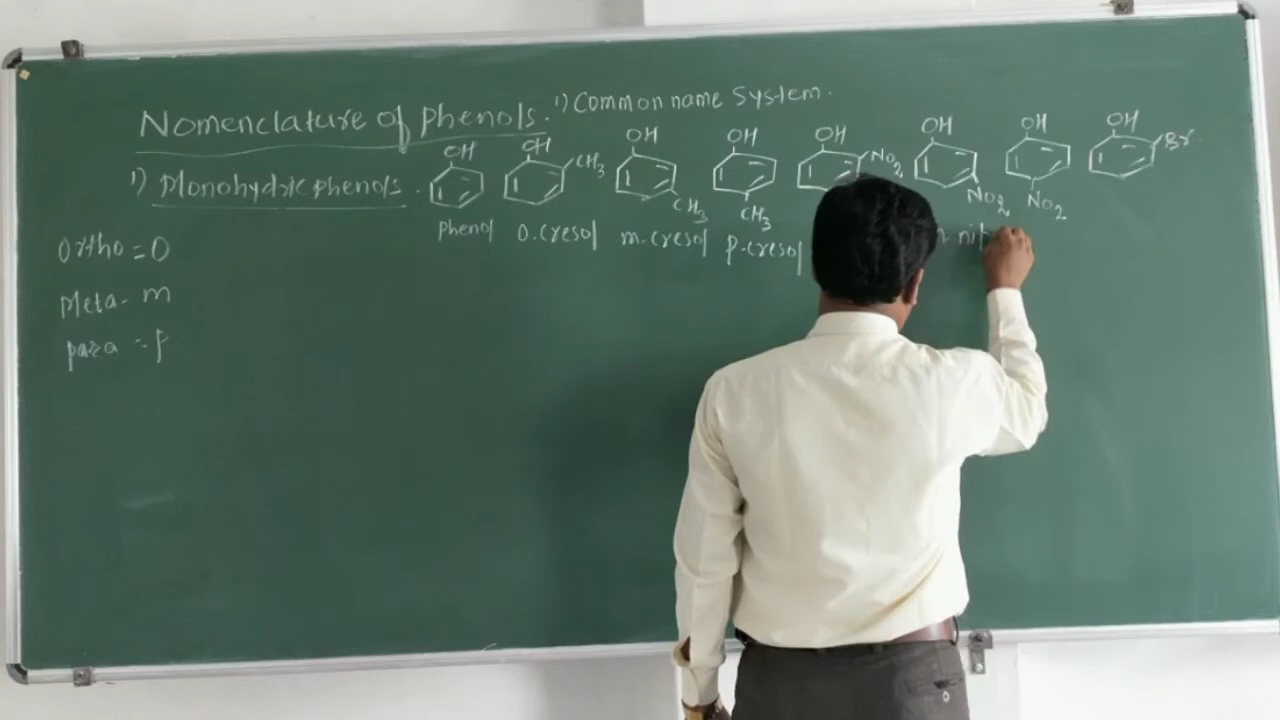 Nomenclature of phenols. 1) Common name System.
1) Monohydric phenols.
OH OH OH OH OH OH OH OH
CH3 CH3 CH3 NO2 NO2 NO2 Br
phenol o.cresol m.cresol p-cresol m nit
Ortho = O
Meta - m
para = p